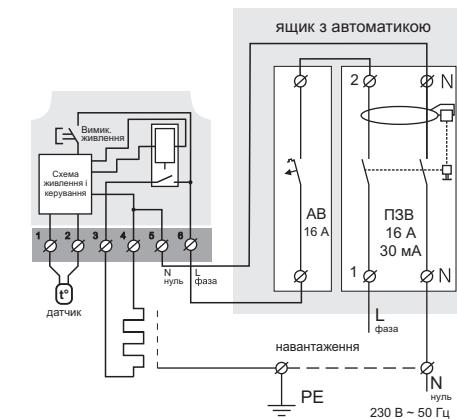 ящик з автоматикою
2
N
Вимик.
живлення
Схема
живлення і
керування
АВ
16 А
ПЗВ
16 А
30 мА
1
2
3
4
5
6
N
нуль
L
фаза
1
N
t°
датчик
L
фаза
навантаження
PE
N
нуль
230 В ~ 50 Гц